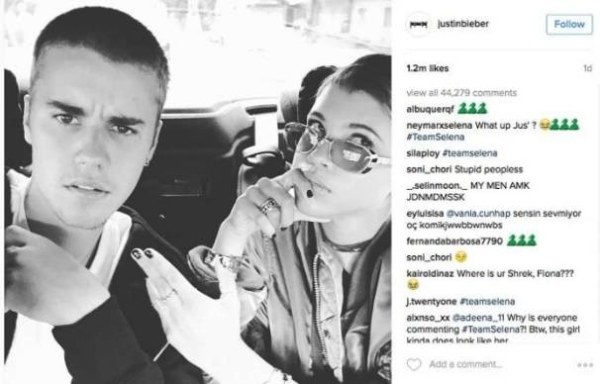 justinbieber
Follow
1.2m likes
1d
view all 44,279 comments
albuquerqf
neymarxselena What up Jus' ?
#TeamSelena
silaploy #teamselena
soni_chori Stupid peopless
_.selinmoon._ MY MEN AMK
JDNMDMSSK
eylulsisa @vania.cunhap sensin sevmiyor
oç komikjwwbbwnwbs
fernandabarbosa7790
soni_chori
kairoldinaz Where is ur Shrek, Fiona???
j.twentyone #teamselena
alxnso_xx @adeena_11 Why is everyone
commenting #TeamSelena?! Btw, this girl
kinda does look like her
Add a comment...